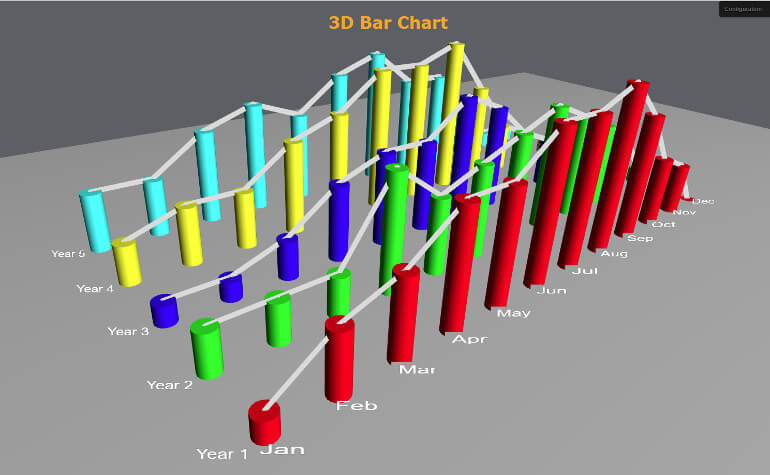 Configuration
3D Bar Chart
Year 5
Year 4
Year 3
Year 2
Year 1
Jan
Feb
Mar
Apr
May
Jun
Jul
Aug
Sep
Oct
Nov
Dec